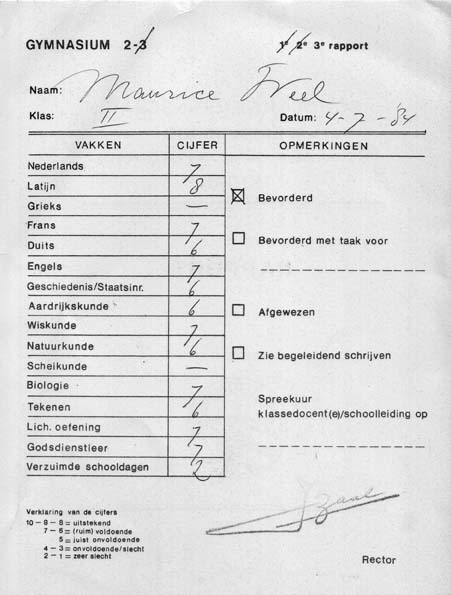 GYMNASIUM 2-3 1e 2e 3e rapport
Naam: Maurice
Klas: II Datum: 4-7-'84
VAKKEN CIJFER OPMERKINGEN
Nederlands 7
Latijn 8
Grieks —
Frans 7
Duits 6
Engels 7
Geschiedenis/Staatsinr. 6
Aardrijkskunde 6
Wiskunde 7
Natuurkunde 6
Scheikunde —
Biologie 7
Tekenen 6
Lich. oefening 7
Godsdienstleer 7
Verzuimde schooldagen 2
Bevorderd
Bevorderd met taak voor
Afgewezen
Zie begeleidend schrijven
Spreekuur
klassedocent(e)/schoolleiding op
Verklaring van de cijfers
10 - 9 - 8 = uitstekend
7 - 6 = (ruim) voldoende
5 = juist onvoldoende
4 - 3 = onvoldoende/slecht
2 - 1 = zeer slecht
Rector